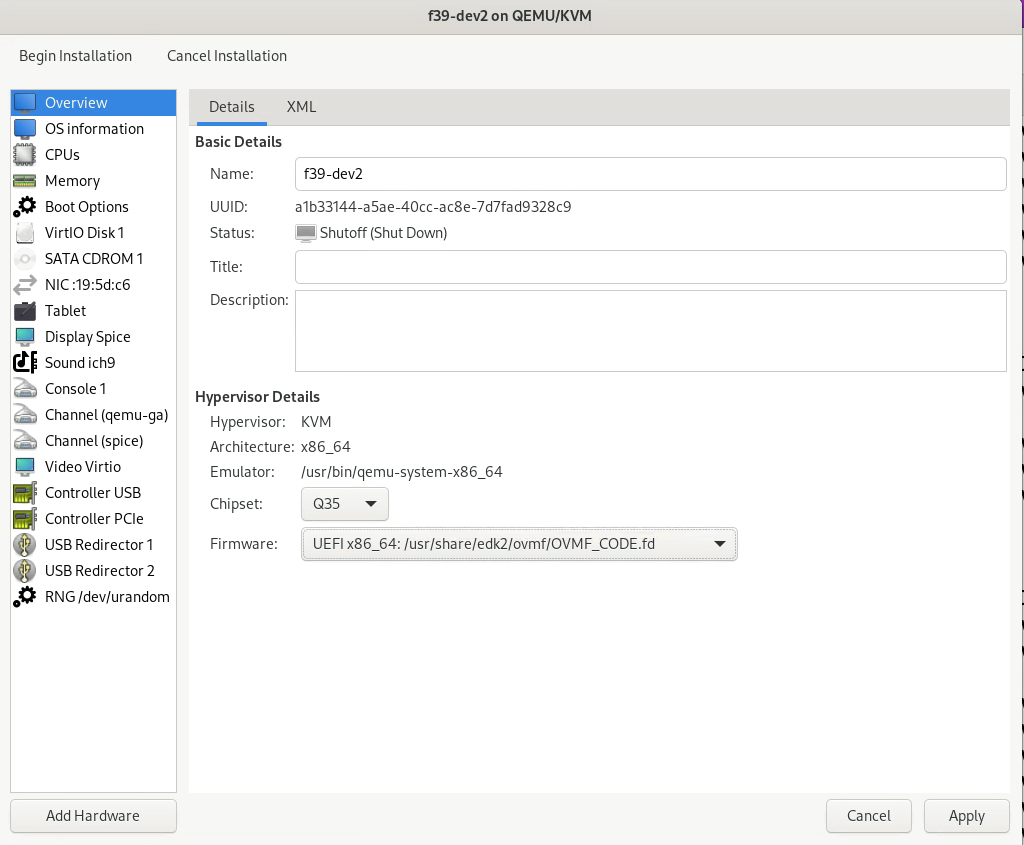 f39-dev2 on QEMU/KVM
Begin Installation Cancel Installation
Overview
OS information
CPUs
Memory
Boot Options
VirtIO Disk 1
SATA CDROM 1
NIC :19:5d:c6
Tablet
Display Spice
Sound ich9
Console 1
Channel (qemu-ga)
Channel (spice)
Video Virtio
Controller USB
Controller PCIe
USB Redirector 1
USB Redirector 2
RNG /dev/urandom
Add Hardware
Details XML
Basic Details
Name: f39-dev2
UUID: a1b33144-a5ae-40cc-ac8e-7d7fad9328c9
Status: Shutoff (Shut Down)
Title:
Description:
Hypervisor Details
Hypervisor: KVM
Architecture: x86_64
Emulator: /usr/bin/qemu-system-x86_64
Chipset: Q35
Firmware: UEFI x86_64: /usr/share/edk2/ovmf/OVMF_CODE.fd
Cancel Apply